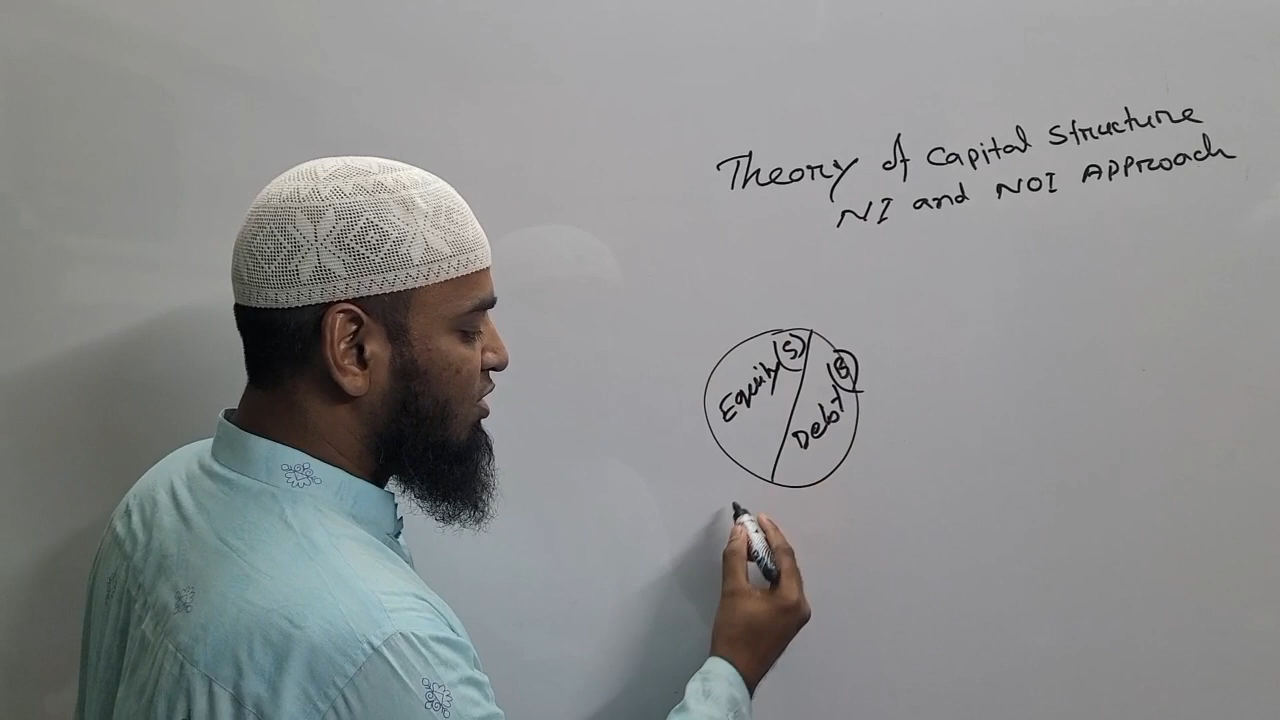 Theory of Capital Structure
NI and NOI Approach
Equity (S)
Debt (B)